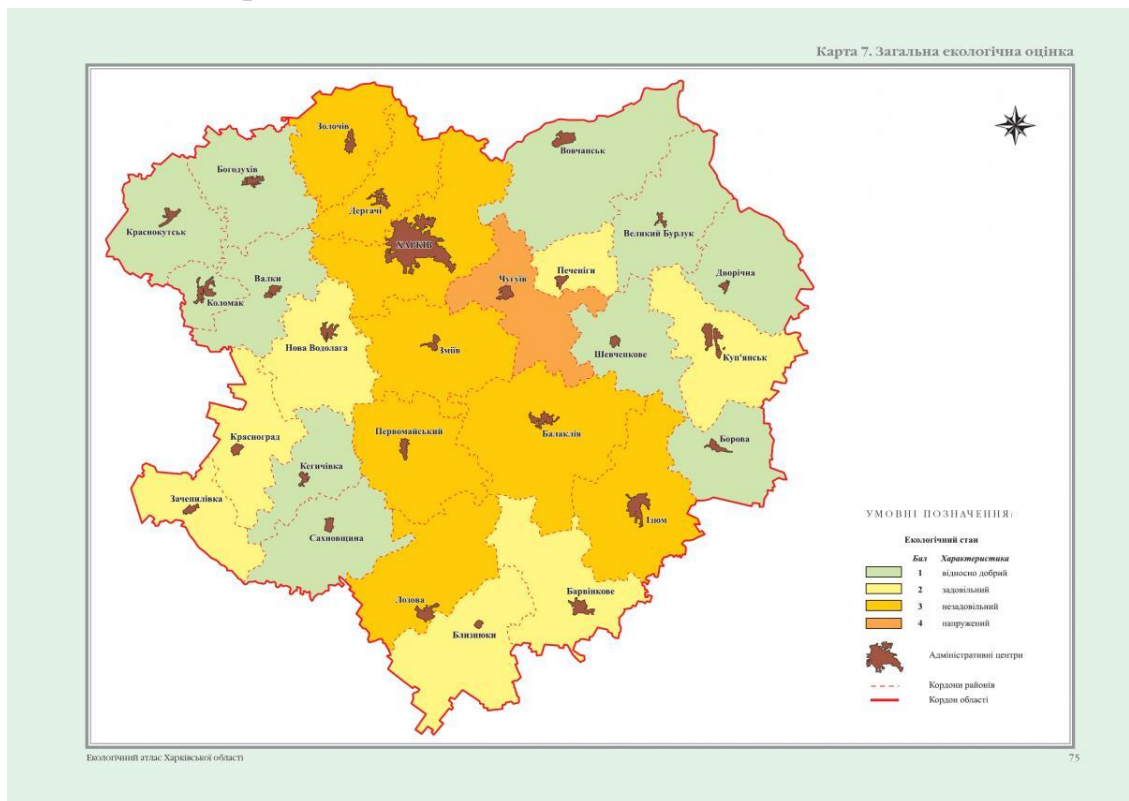 Карта 7. Загальна екологічна оцінка
Золочів
Вовчанськ
Богодухів
Дергачі
Краснокутськ
Великий Бурлук
ХАРКІВ
Печеніги
Дворічна
Валки
Чугуїв
Коломак
Нова Водолага
Зміїв
Шевченкове
Куп'янськ
Первомайський
Балаклія
Красноград
Борова
Кегичівка
Зачепилівка
Ізюм
Сахновщина
Лозова
Барвінкове
Близнюки
УМОВНІ ПОЗНАЧЕННЯ:
Екологічний стан
Бал Характеристика
1 відносно добрий
2 задовільний
3 незадовільний
4 напружений
Адміністративні центри
Кордони районів
Кордон області
Екологічний атлас Харківської області 75